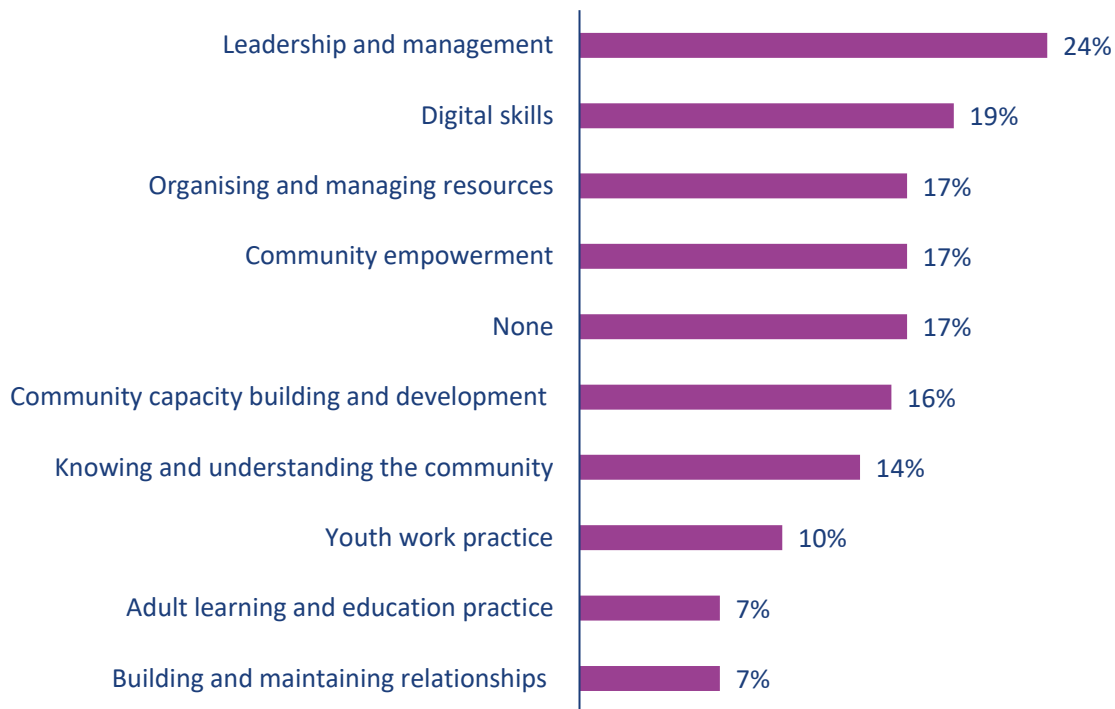 Leadership and management 24%
Digital skills 19%
Organising and managing resources 17%
Community empowerment 17%
None 17%
Community capacity building and development 16%
Knowing and understanding the community 14%
Youth work practice 10%
Adult learning and education practice 7%
Building and maintaining relationships 7%